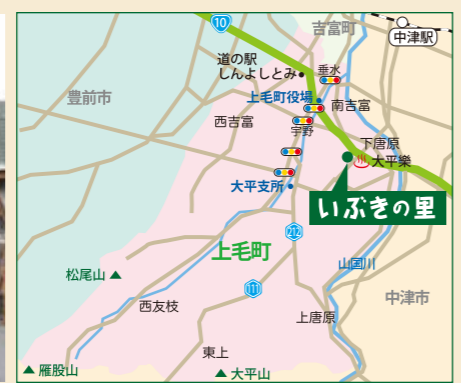 10
吉富町
中津駅
道の駅
しんよしとみ
垂水
豊前市
上毛町役場
南吉富
西吉富
宇野
下唐原
大平樂
大平支所
いぶきの里
212
上毛町
山国川
松尾山
111
中津市
西友枝
上唐原
東上
雁股山
大平山